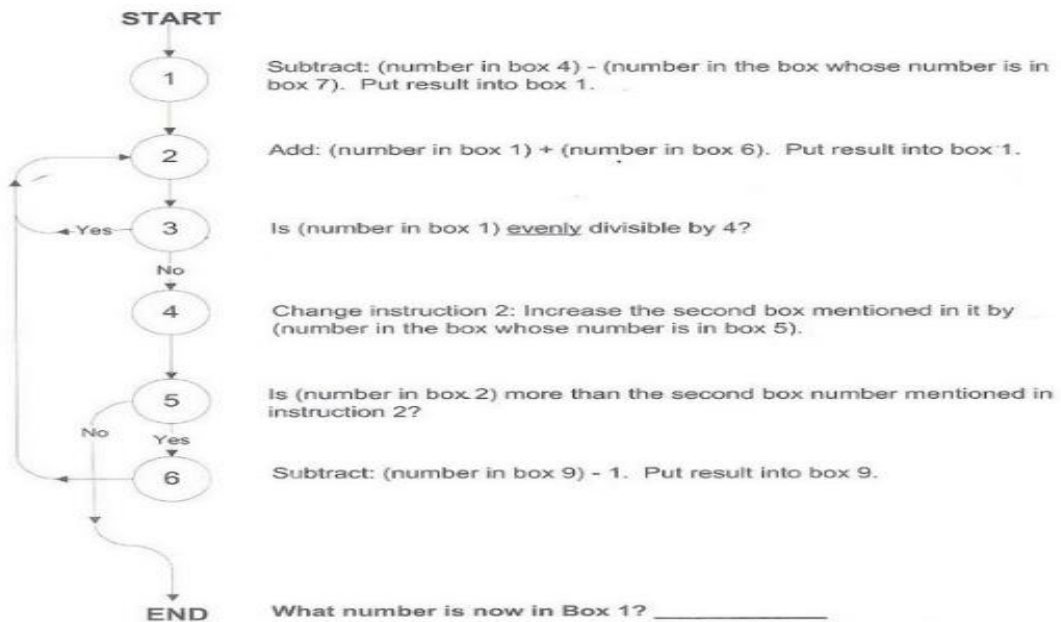 START
1
Subtract: (number in box 4) - (number in the box whose number is in
box 7). Put result into box 1.
2
Add: (number in box 1) + (number in box 6). Put result into box 1.
Yes
3
Is (number in box 1) evenly divisible by 4?
No
4
Change instruction 2: Increase the second box mentioned in it by
(number in the box whose number is in box 5).
5
Is (number in box 2) more than the second box number mentioned in
instruction 2?
No
Yes
6
Subtract: (number in box 9) - 1. Put result into box 9.
END
What number is now in Box 1? ____________